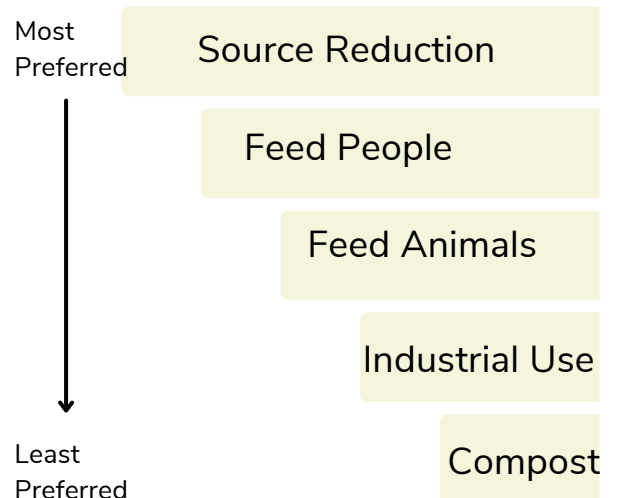 Most
Preferred
Source Reduction
Feed People
Feed Animals
Industrial Use
Compost
Least
Preferred